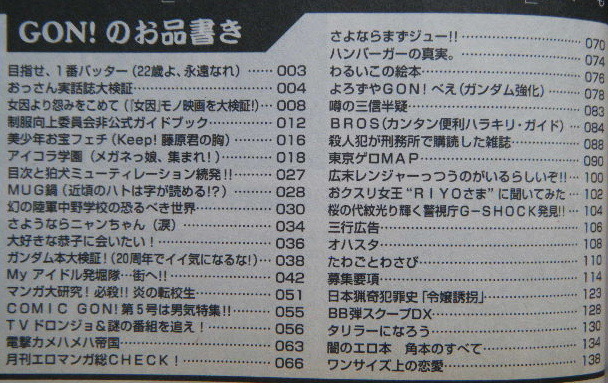 GON! のお品書き
目指せ、1番バッター(22歳よ、永遠なれ)……003
おっさん実話誌大検証……004
女囚より怨みをこめて(『女囚』モノ映画を大検証!)……008
制服向上委員会非公式ガイドブック……012
美少年お宝フェチ(Keep! 藤原君の胸)……016
アイコラ学園(メガネっ娘、集まれ!)……018
目次と狛犬ミューティレーション続発!!……027
MUG鍋(近頃のハトは字が読める!?)……028
幻の陸軍中野学校の恐るべき世界……030
さようならニャンちゃん(涙)……034
大好きな恭子に会いたい!……036
ガンダム本大検証!(20周年でイイ気になるな!)……038
My アイドル発掘隊…街へ!!……042
マンガ大研究! 必殺!! 炎の転校生……051
COMIC GON! 第5号は男気特集!!……055
TVドロンジョ&謎の番組を追え!……056
電撃カメハメハ帝国……063
月刊エロマンガ総CHECK!……066
さよならまずジュー!!……070
ハンバーガーの真実。……074
わるいこの絵本……076
よろずやGON!べえ(ガンダム強化)……078
噂の三信半疑……083
BROS(カンタン便利ハラキリ・ガイド)……084
殺人犯が刑務所で購読した雑誌……088
東京ゲロMAP……090
広末レンジャーっつうのがいるらしいぞ!!……100
おクスリ女王"RIYOさま"に聞いてみた……102
桜の代紋光り輝く警視庁G-SHOCK発見!!……104
三行広告……106
オハスタ……108
たわごとわさび……110
募集要項……114
日本猟奇犯罪史「令嬢誘拐」……123
BB弾スクープDX……128
タリラーになろう……130
闇のエロ本 角本のすべて……134
ワンサイズ上の恋愛……138